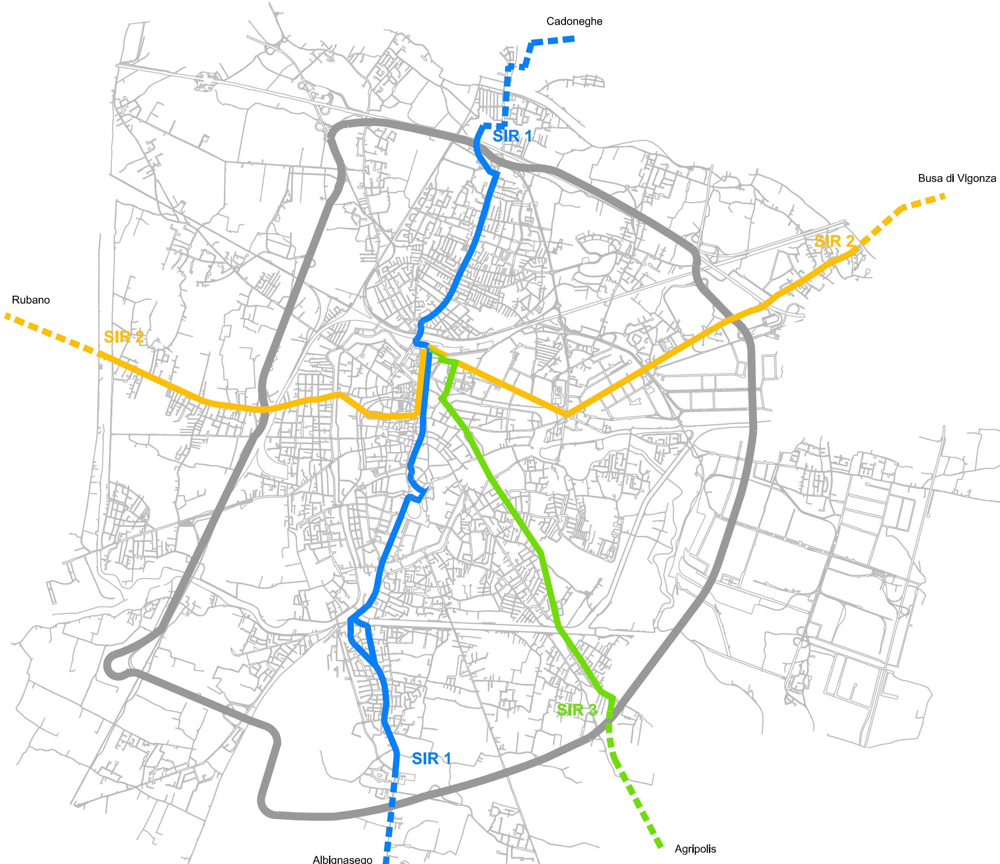 Cadoneghe
SIR 1
Busa di Vigonza
SIR 2
Rubano
SIR 2
SIR 3
SIR 1
Agripolis
Albignasego